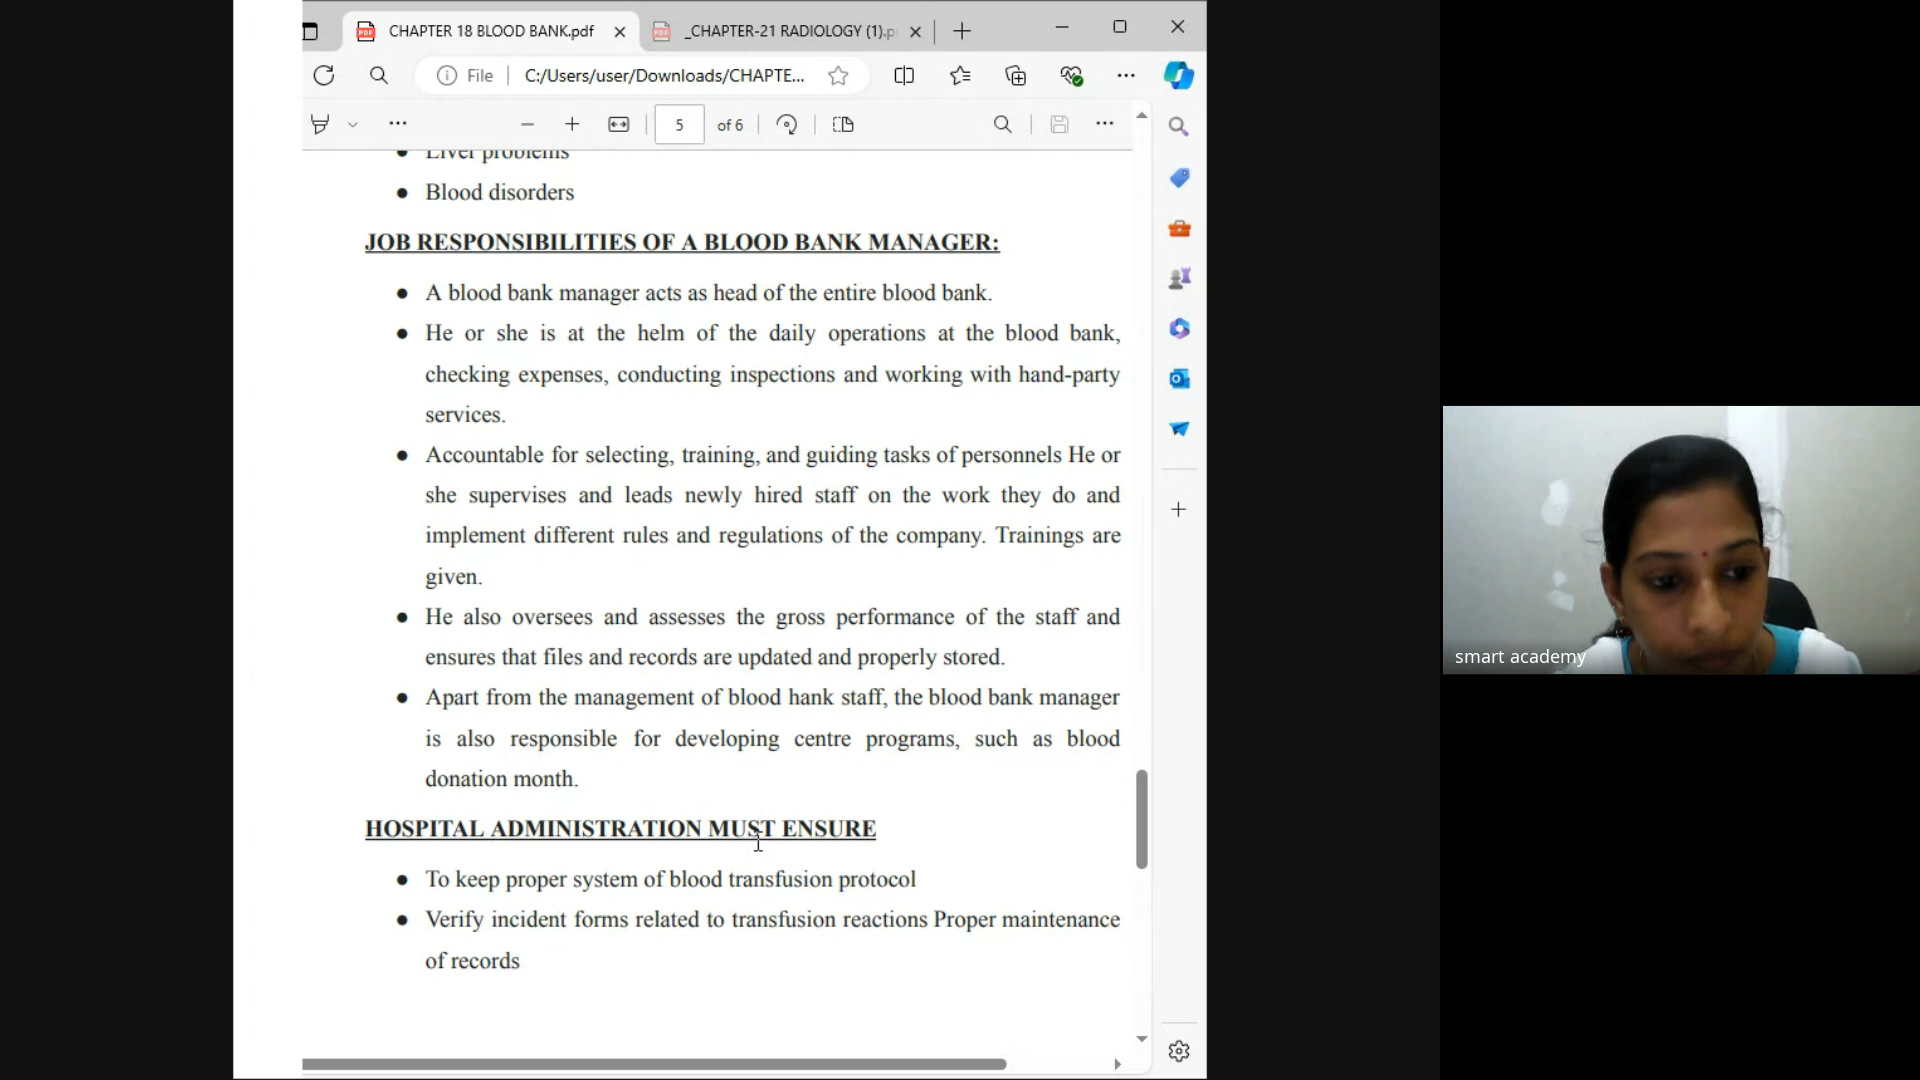 CHAPTER 18 BLOOD BANK.pdf
_CHAPTER-21 RADIOLOGY (1).p
File
C:/Users/user/Downloads/CHAPTE...
5 of 6
● Liver problems
● Blood disorders
JOB RESPONSIBILITIES OF A BLOOD BANK MANAGER:
● A blood bank manager acts as head of the entire blood bank.
● He or she is at the helm of the daily operations at the blood bank,
checking expenses, conducting inspections and working with hand-party
services.
● Accountable for selecting, training, and guiding tasks of personnels He or
she supervises and leads newly hired staff on the work they do and
implement different rules and regulations of the company. Trainings are
given.
● He also oversees and assesses the gross performance of the staff and
ensures that files and records are updated and properly stored.
● Apart from the management of blood hank staff, the blood bank manager
is also responsible for developing centre programs, such as blood
donation month.
HOSPITAL ADMINISTRATION MUST ENSURE
● To keep proper system of blood transfusion protocol
● Verify incident forms related to transfusion reactions Proper maintenance
of records
smart academy